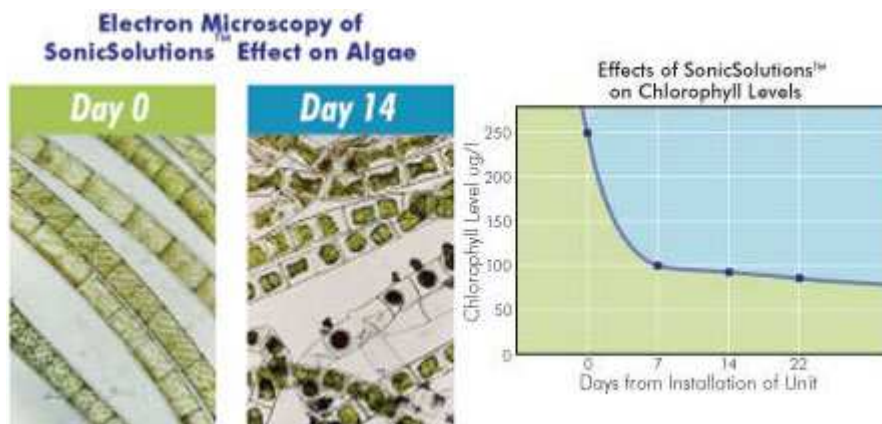 Electron Microscopy of
SonicSolutions™ Effect on Algae
Day 0
Day 14
Effects of SonicSolutions™
on Chlorophyll Levels
Chlorophyll Level ug/l
250
200
150
100
50
0
0 7 14 22
Days from Installation of Unit